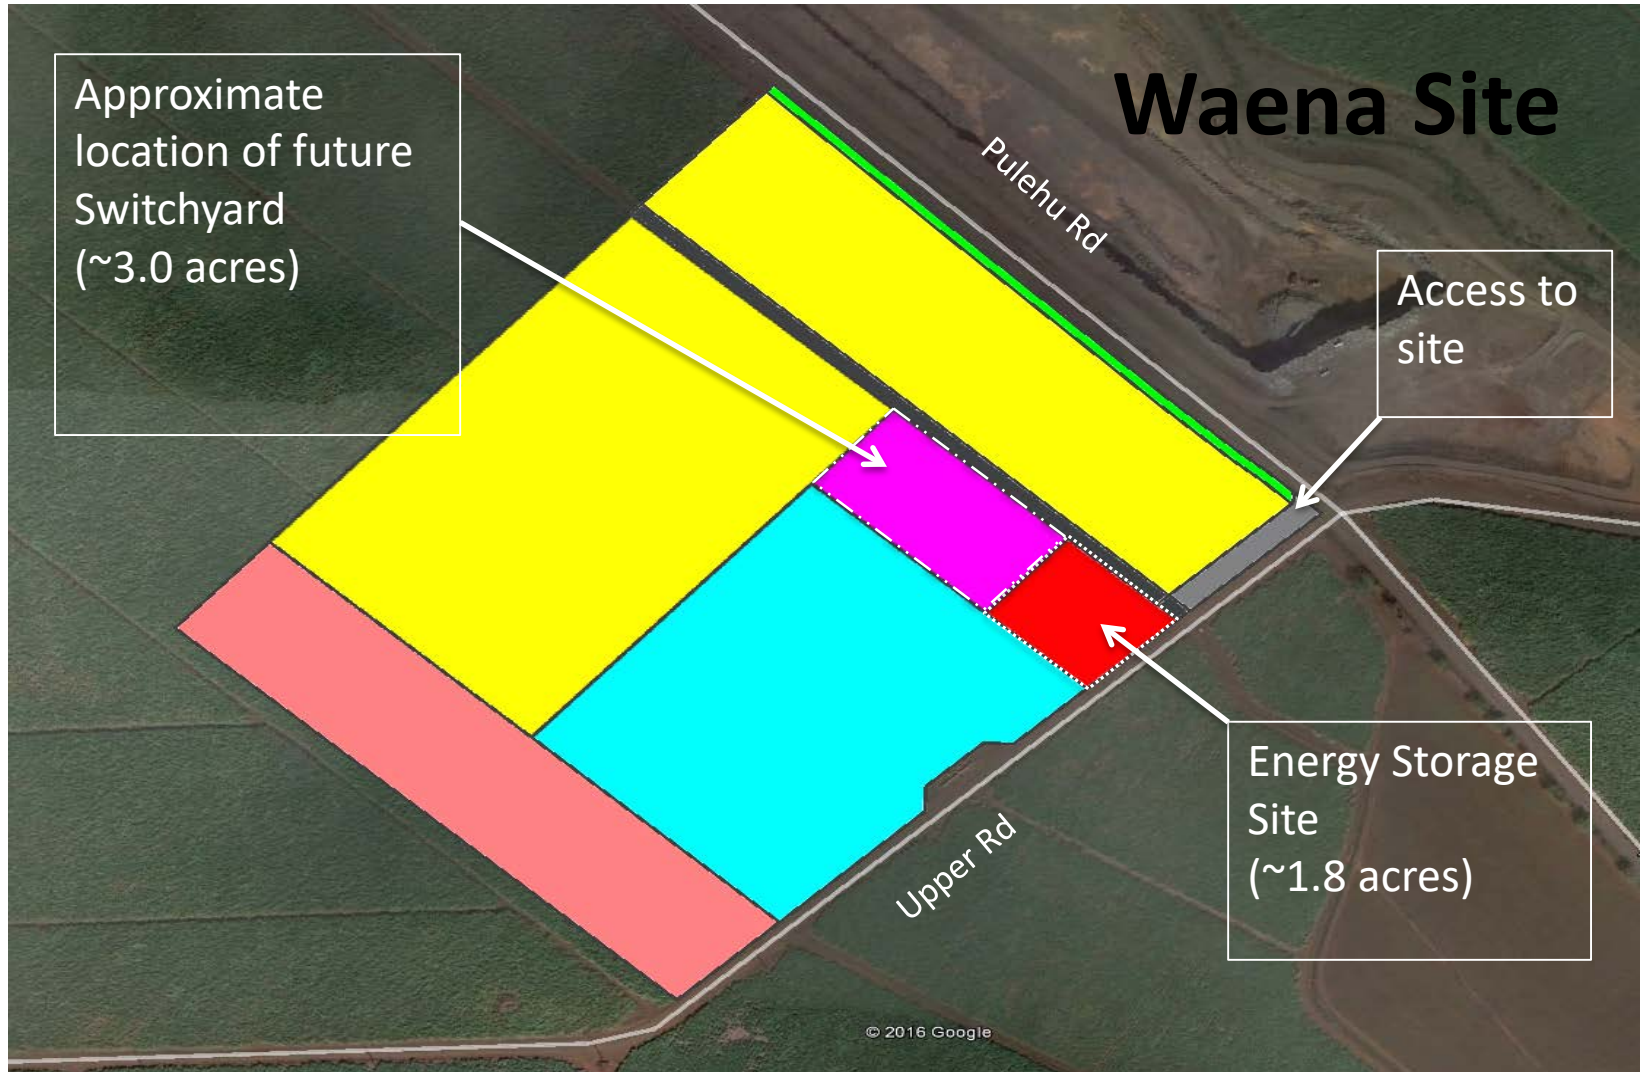 Waena Site
Approximate
location of future
Switchyard
(~3.0 acres)
Pulehu Rd
Access to
site
Energy Storage
Site
(~1.8 acres)
Upper Rd
© 2016 Google